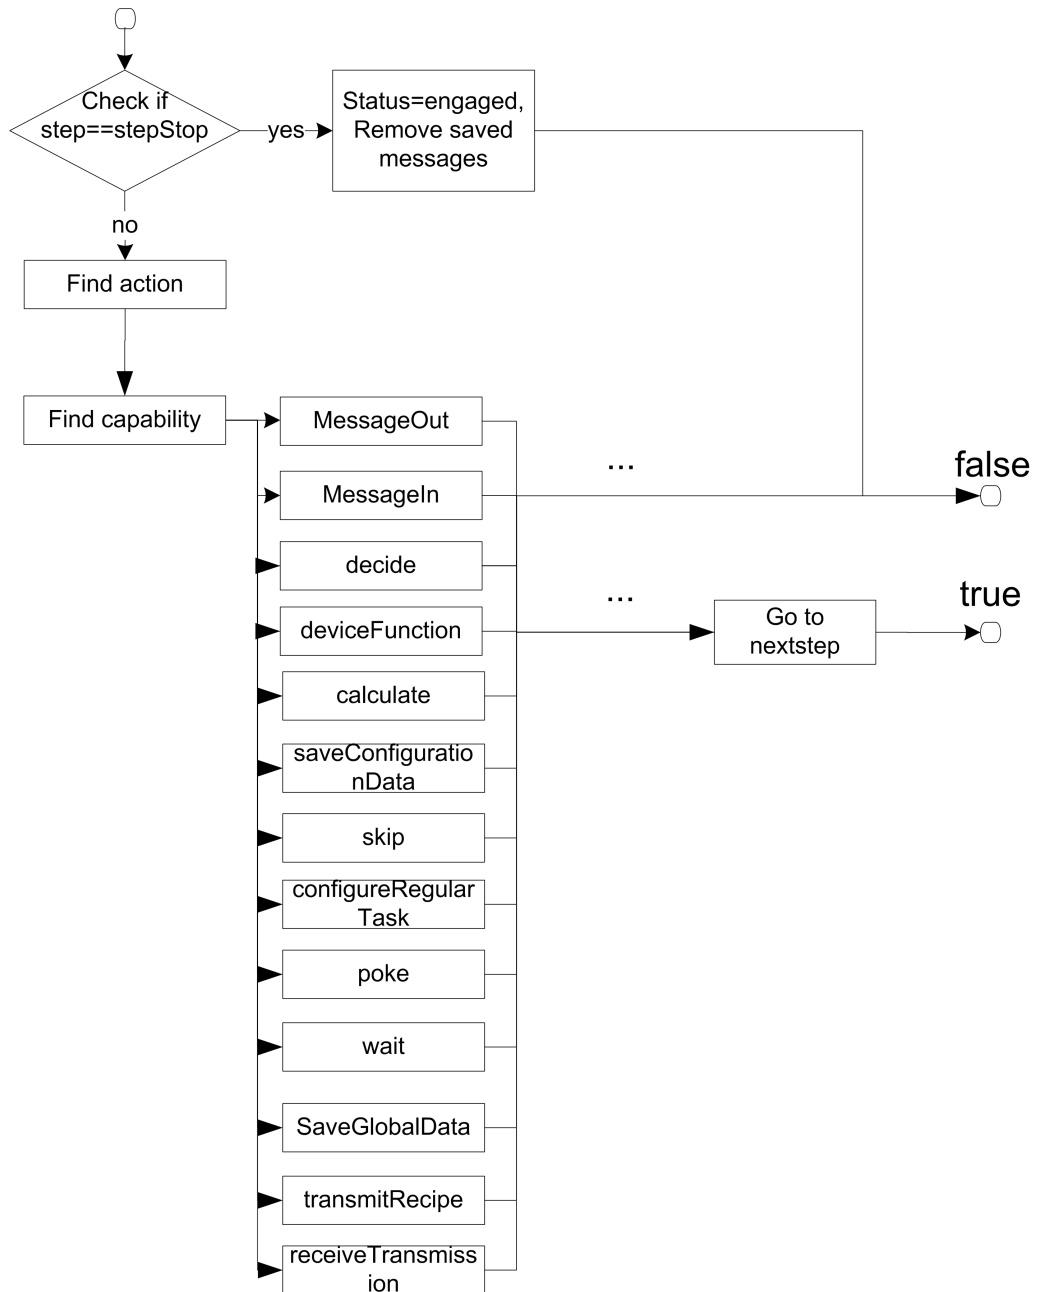 Check if
step==stepStop
yes
Status=engaged,
Remove saved
messages
no
Find action
Find capability
MessageOut
...
false
MessageIn
decide
...
true
deviceFunction
Go to
nextstep
calculate
saveConfiguratio
nData
skip
configureRegular
Task
poke
wait
SaveGlobalData
transmitRecipe
receiveTransmiss
ion